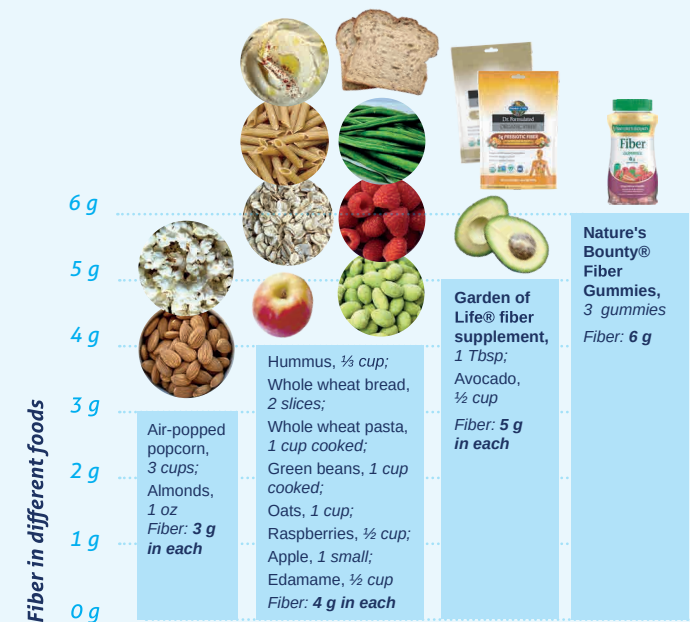 Fiber in different foods
6 g
5 g
4 g
3 g
2 g
1 g
0 g
Air-popped
popcorn,
3 cups;
Almonds,
1 oz
Fiber: 3 g
in each
Hummus, ⅓ cup;
Whole wheat bread,
2 slices;
Whole wheat pasta,
1 cup cooked;
Green beans, 1 cup
cooked;
Oats, 1 cup;
Raspberries, ½ cup;
Apple, 1 small;
Edamame, ½ cup
Fiber: 4 g in each
Dr. Formulated
Garden of
Life® fiber
supplement,
1 Tbsp;
Avocado,
½ cup
Fiber: 5 g
in each
Fiber
GUMMIES
Nature's
Bounty®
Fiber
Gummies,
3 gummies
Fiber: 6 g